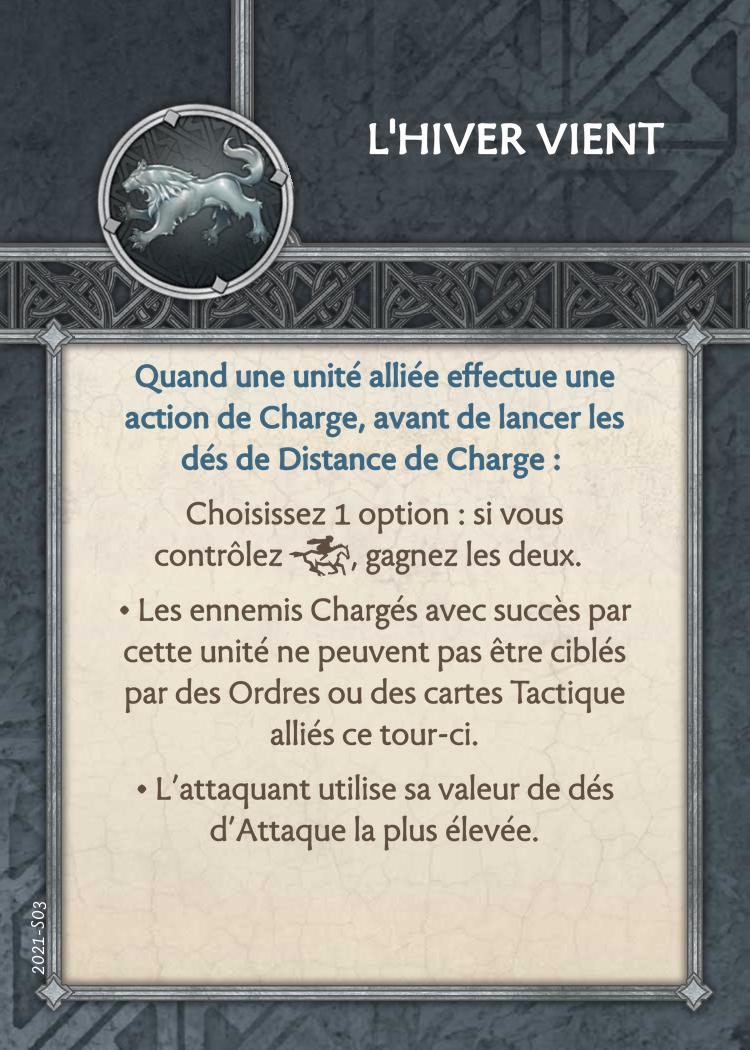 L'HIVER VIENT
Quand une unité alliée effectue une
action de Charge, avant de lancer les
dés de Distance de Charge :
Choisissez 1 option : si vous
contrôlez , gagnez les deux.
• Les ennemis Chargés avec succès par
cette unité ne peuvent pas être ciblés
par des Ordres ou des cartes Tactique
alliés ce tour-ci.
• L’attaquant utilise sa valeur de dés
d’Attaque la plus élevée.
2021-S03